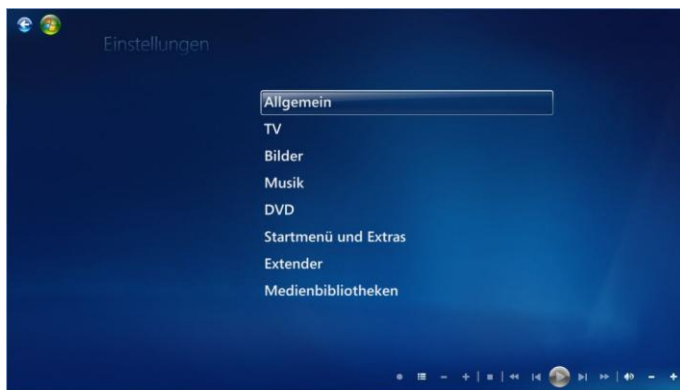 Einstellungen
Allgemein
TV
Bilder
Musik
DVD
Startmenü und Extras
Extender
Medienbibliotheken